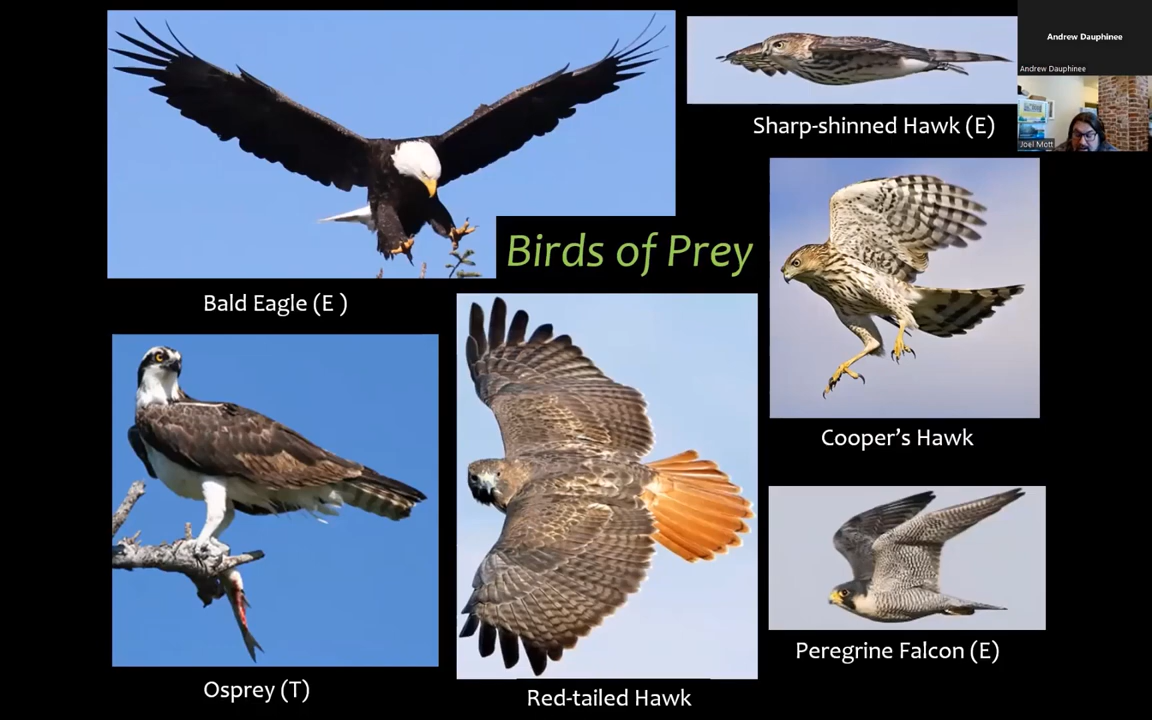 Andrew Dauphinee
Andrew Dauphinee
Sharp-shinned Hawk (E)
Joel Mott
Birds of Prey
Bald Eagle (E )
Cooper’s Hawk
Peregrine Falcon (E)
Osprey (T)
Red-tailed Hawk